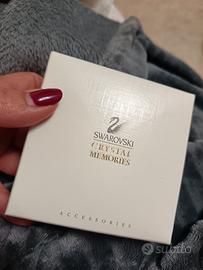 SWAROVSKI
CRYSTAL
MEMORIES
ACCESSORIES
subito